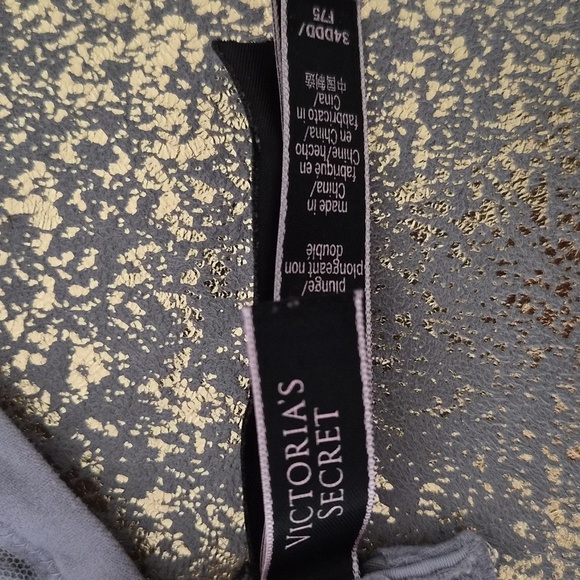 VICTORIA'S
SECRET
34DDD/
F75
中国制造
Cina/
fabbricato in
en China/
Chine/hecho
fabriqué en
China/
made in
doublé
plongeant non
plunge/